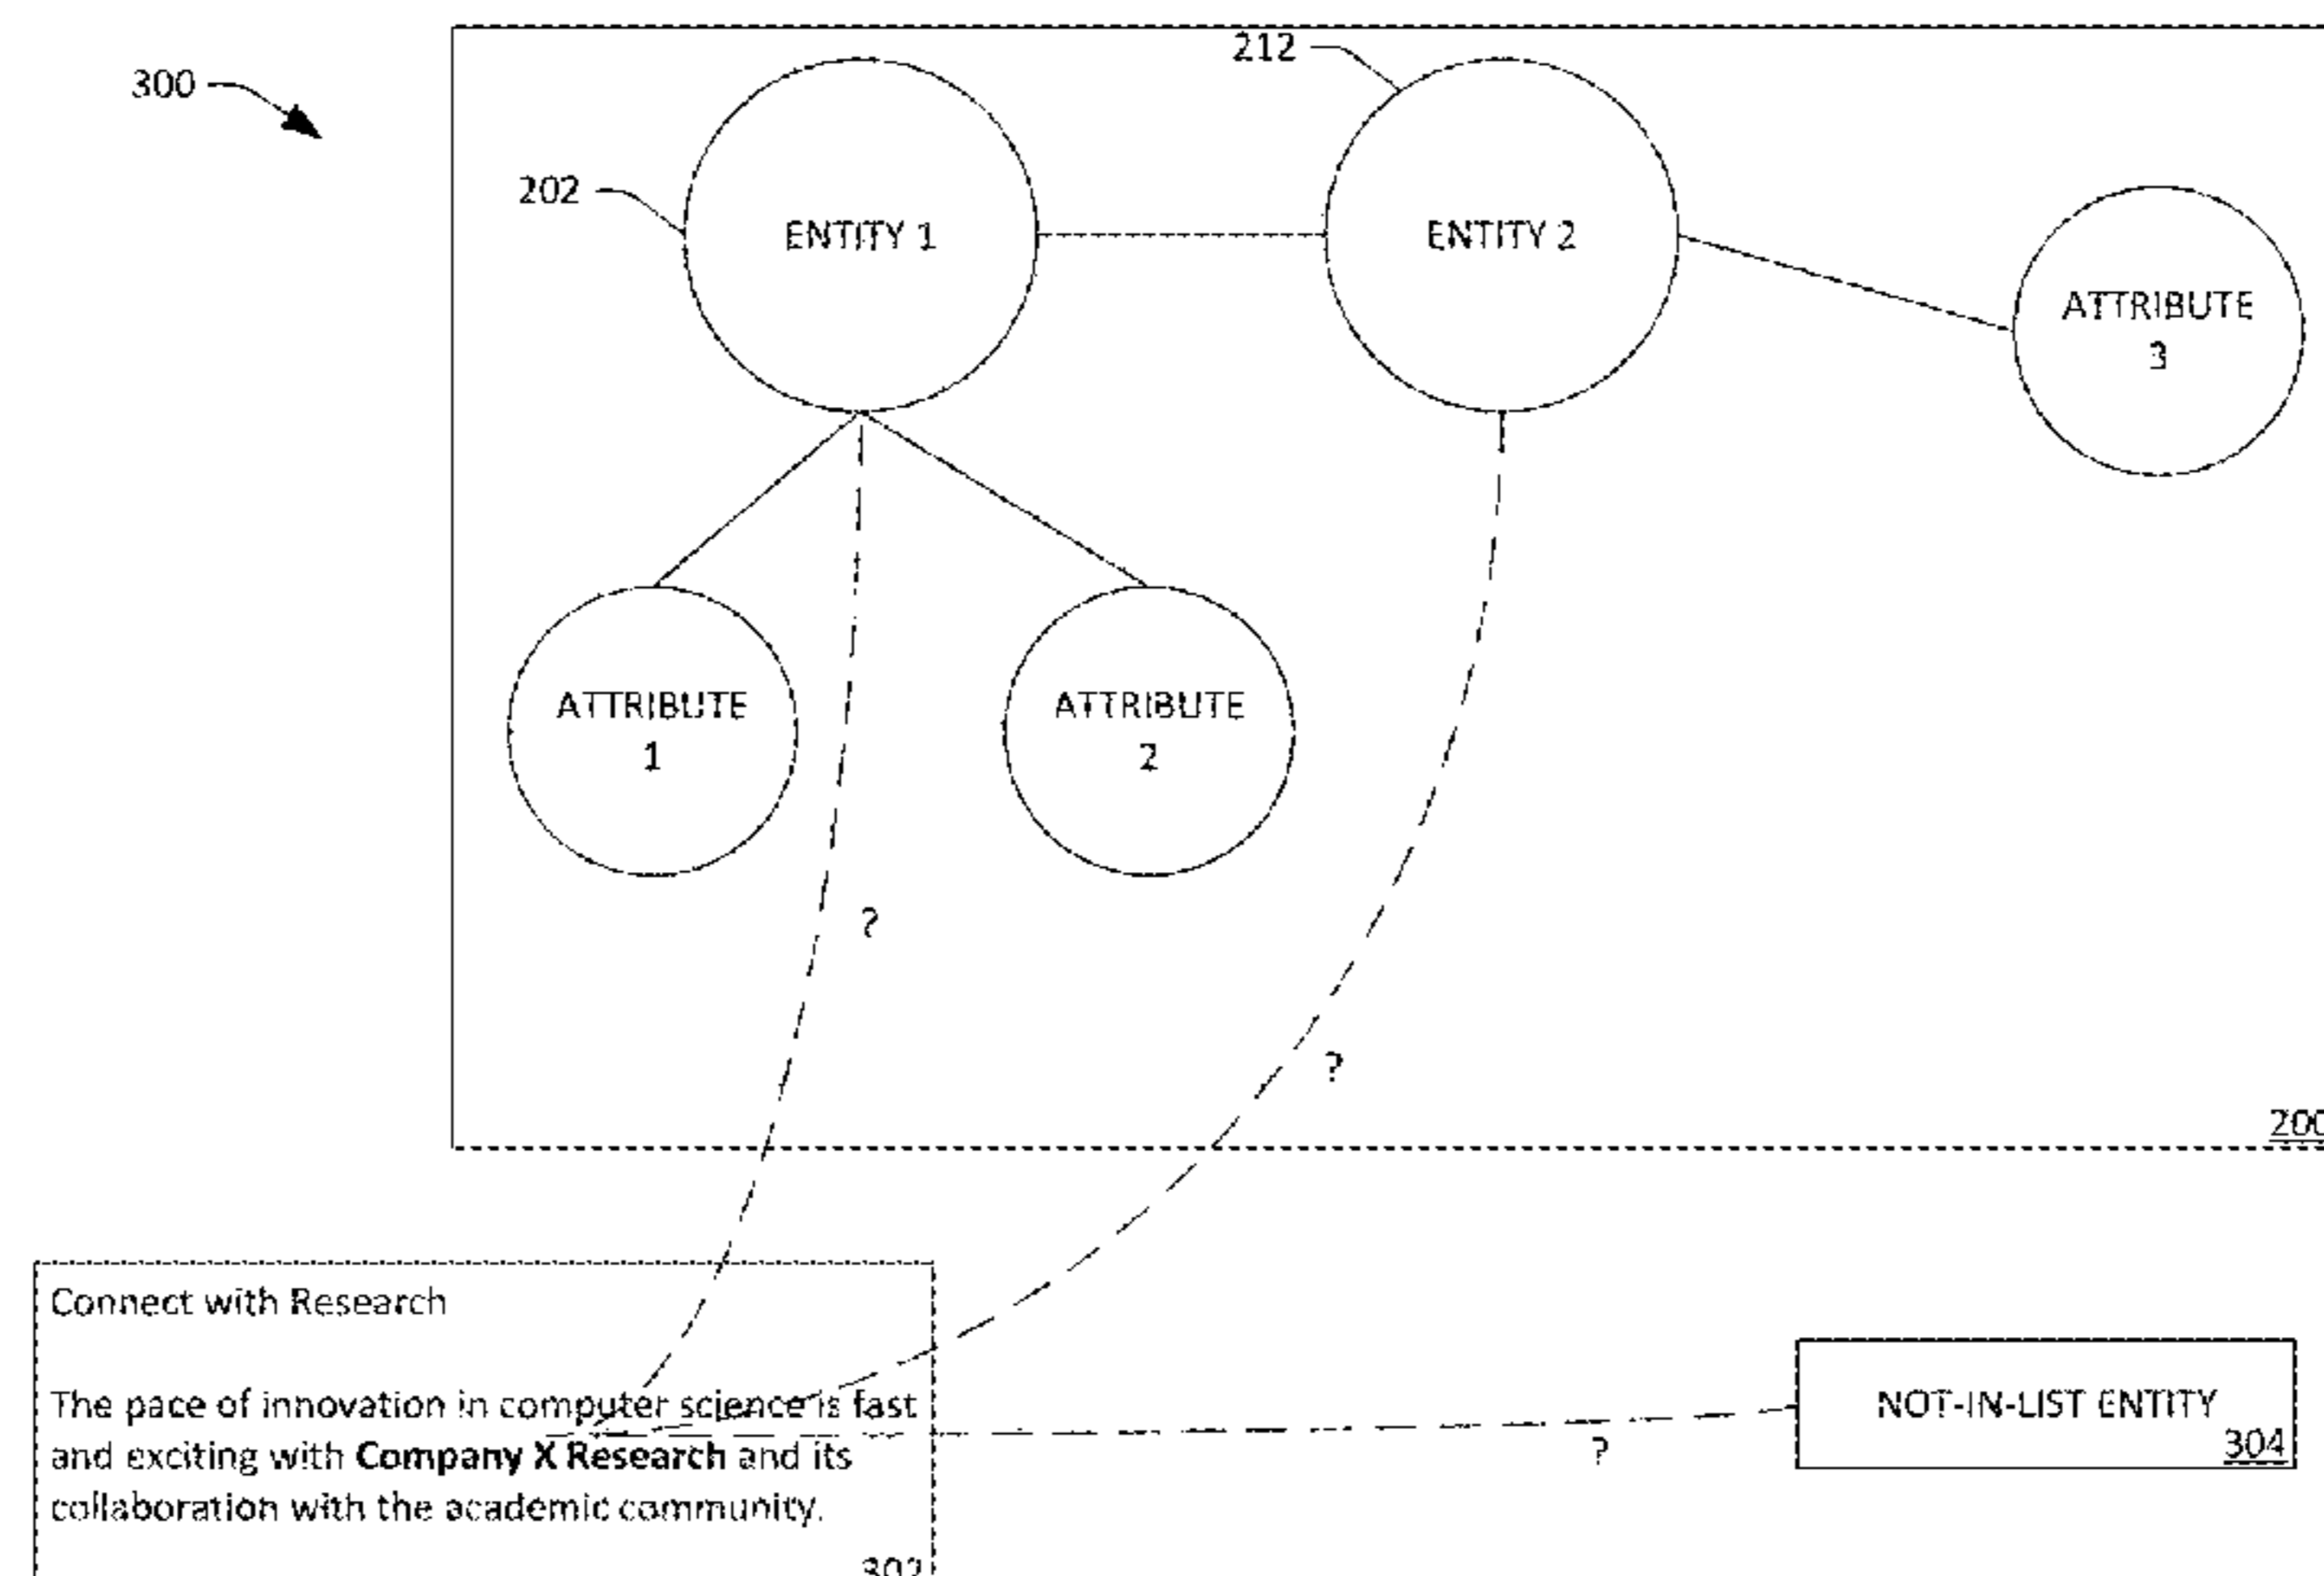 300
212
202
ENTITY 1
ENTITY 2
ATTRIBUTE
3
ATTRIBUTE
1
ATTRIBUTE
2
?
?
200
Connect with Research
The pace of innovation in computer science is fast
and exciting with Company X Research and its
collaboration with the academic community.
302
NOT-IN-LIST ENTITY
304
?